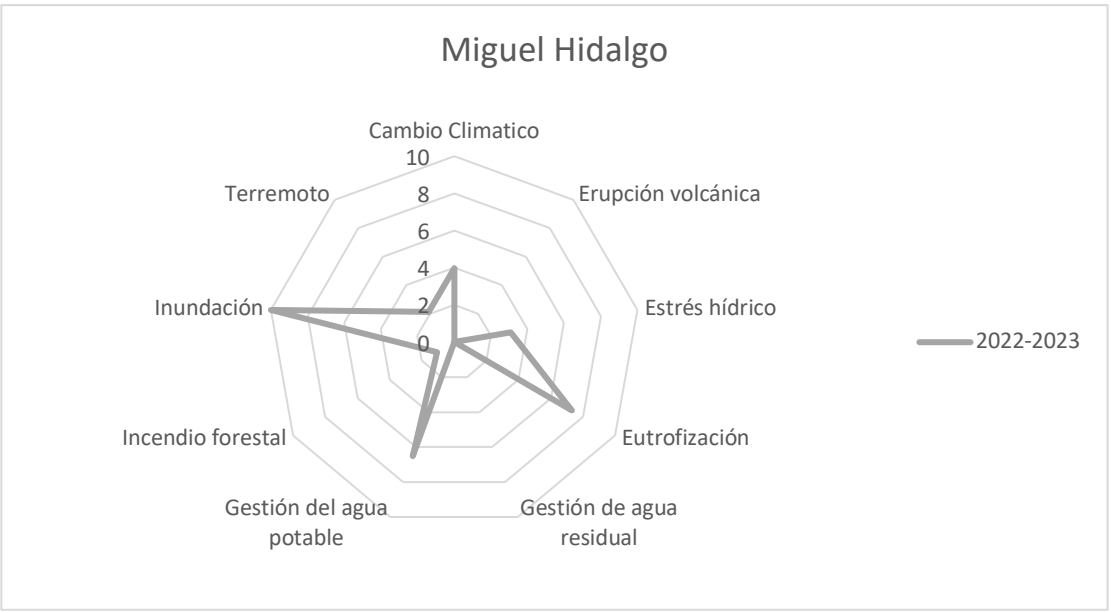 Miguel Hidalgo
Cambio Climatico
10
8
6
4
2
0
Erupción volcánica
Estrés hídrico
Eutrofización
Gestión de agua
residual
Gestión del agua
potable
Incendio forestal
Inundación
Terremoto
2022-2023